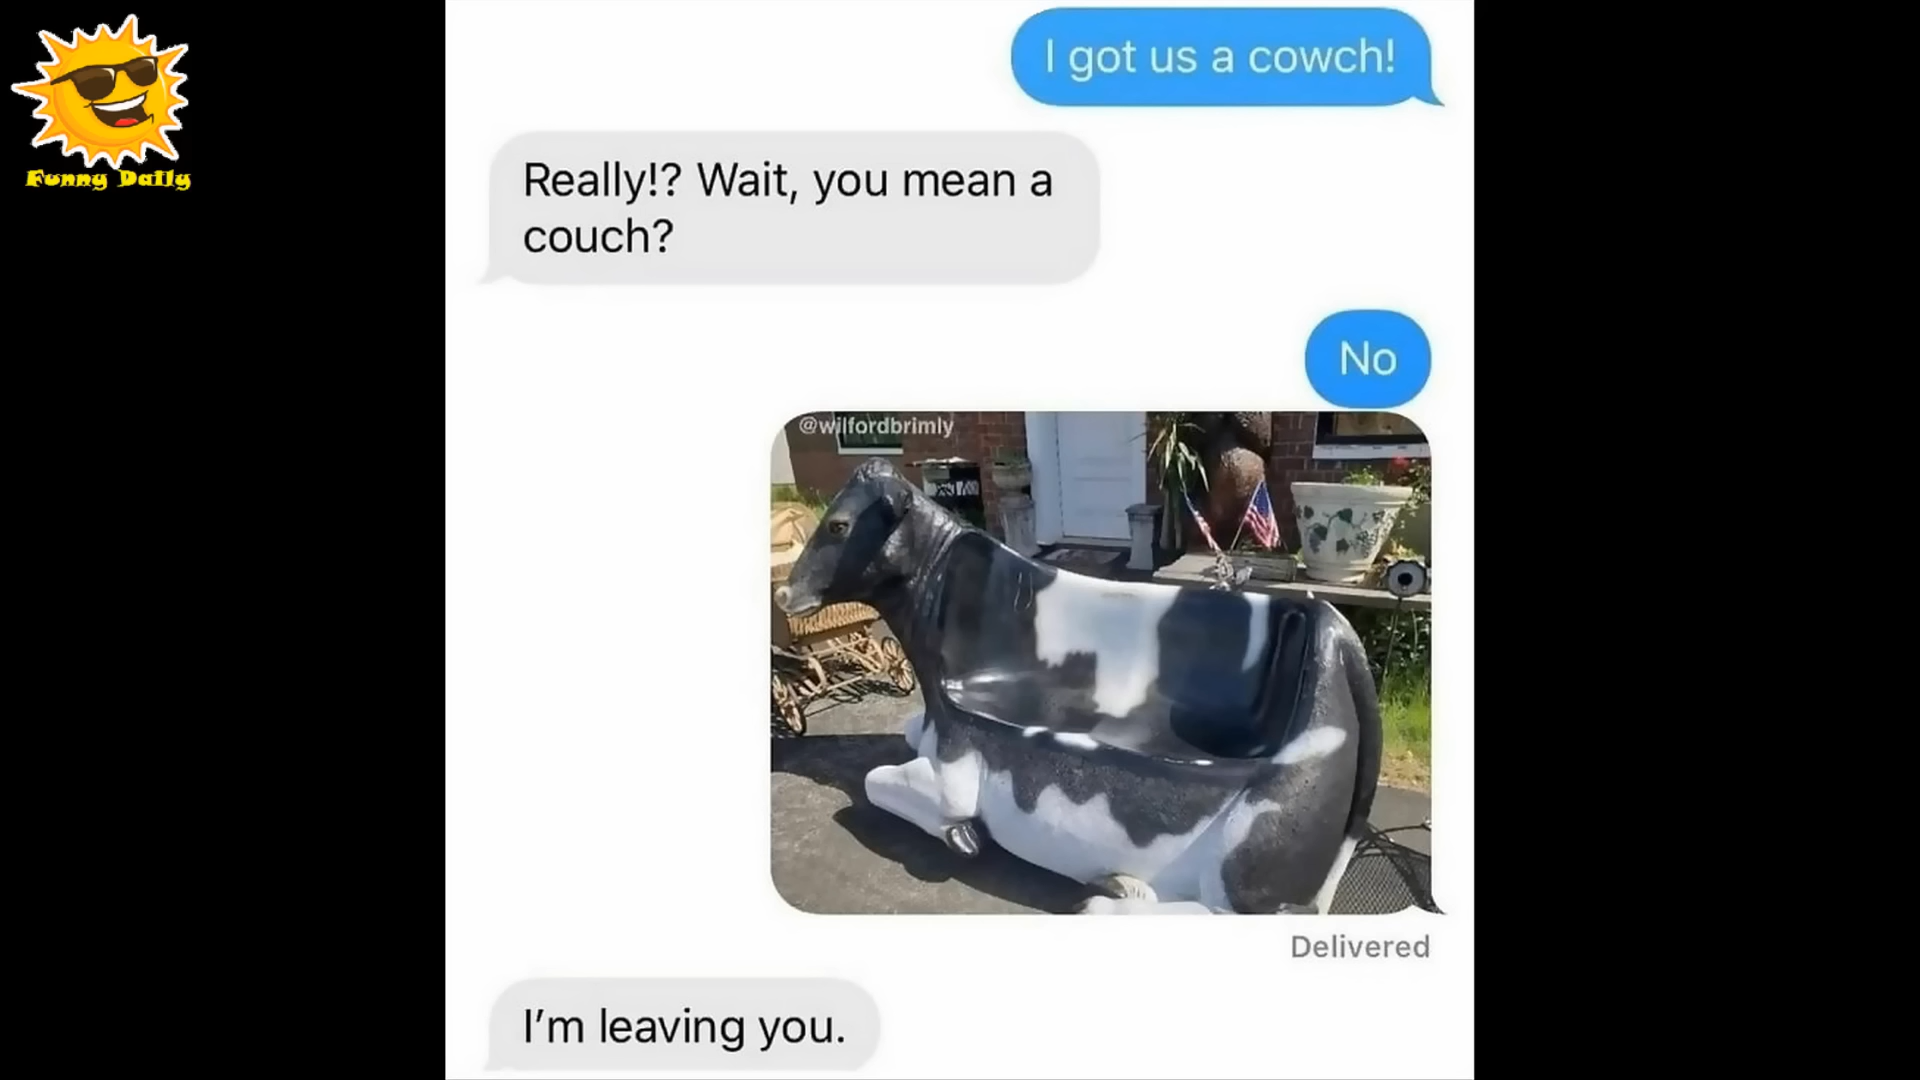 Funny Daily
I got us a cowch!
Really!? Wait, you mean a
couch?
No
@wilfordbrimly
Delivered
I'm leaving you.